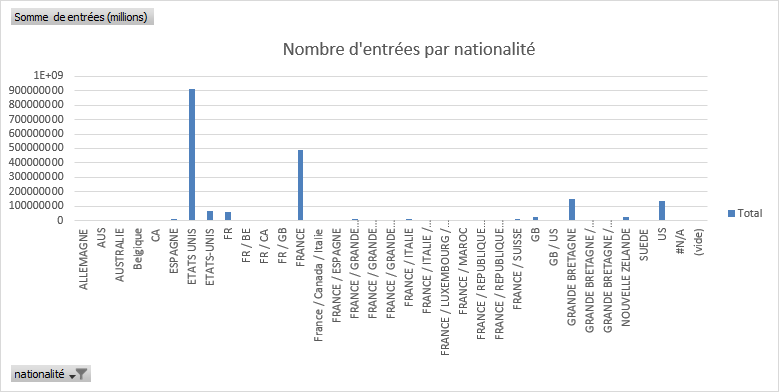 Somme de entrées (millions)
Nombre d'entrées par nationalité
1E+09
900000000
800000000
700000000
600000000
500000000
400000000
300000000
200000000
100000000
0
ALLEMAGNE
AUS
AUSTRALIE
Belgique
CA
ESPAGNE
ETATS UNIS
ETATS-UNIS
FR
FR / BE
FR / CA
FR / GB
FRANCE
France / Canada / Italie
FRANCE / ESPAGNE
FRANCE / GRANDE...
FRANCE / GRANDE...
FRANCE / GRANDE...
FRANCE / ITALIE
FRANCE / ITALIE /...
FRANCE / LUXEMBOURG /...
FRANCE / MAROC
FRANCE / REPUBLIQUE...
FRANCE / REPUBLIQUE...
FRANCE / SUISSE
GB
GB / US
GRANDE BRETAGNE
GRANDE BRETAGNE /...
GRANDE BRETAGNE /...
NOUVELLE ZELANDE
SUEDE
US
#N/A
(vide)
Total
nationalité